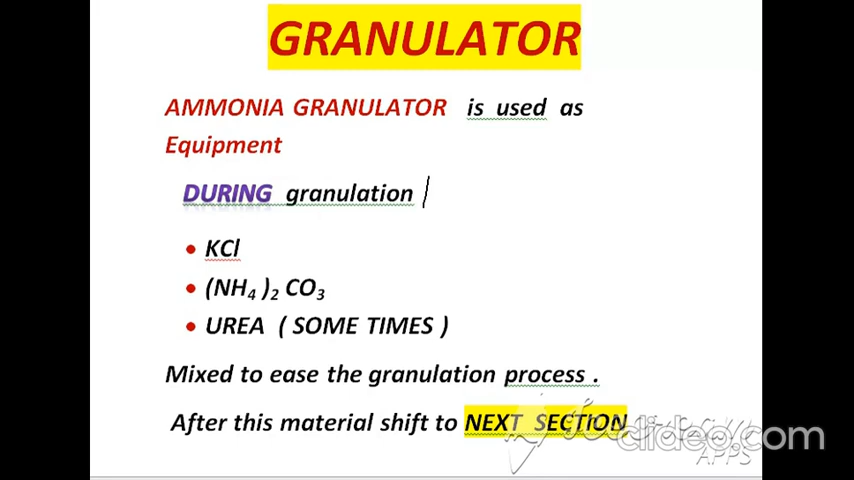 GRANULATOR
AMMONIA GRANULATOR is used as
Equipment
DURING granulation
• KCl
• (NH₄ )₂ CO₃
• UREA ( SOME TIMES )
Mixed to ease the granulation process .
After this material shift to NEXT SECTION
clideo.com
APPS